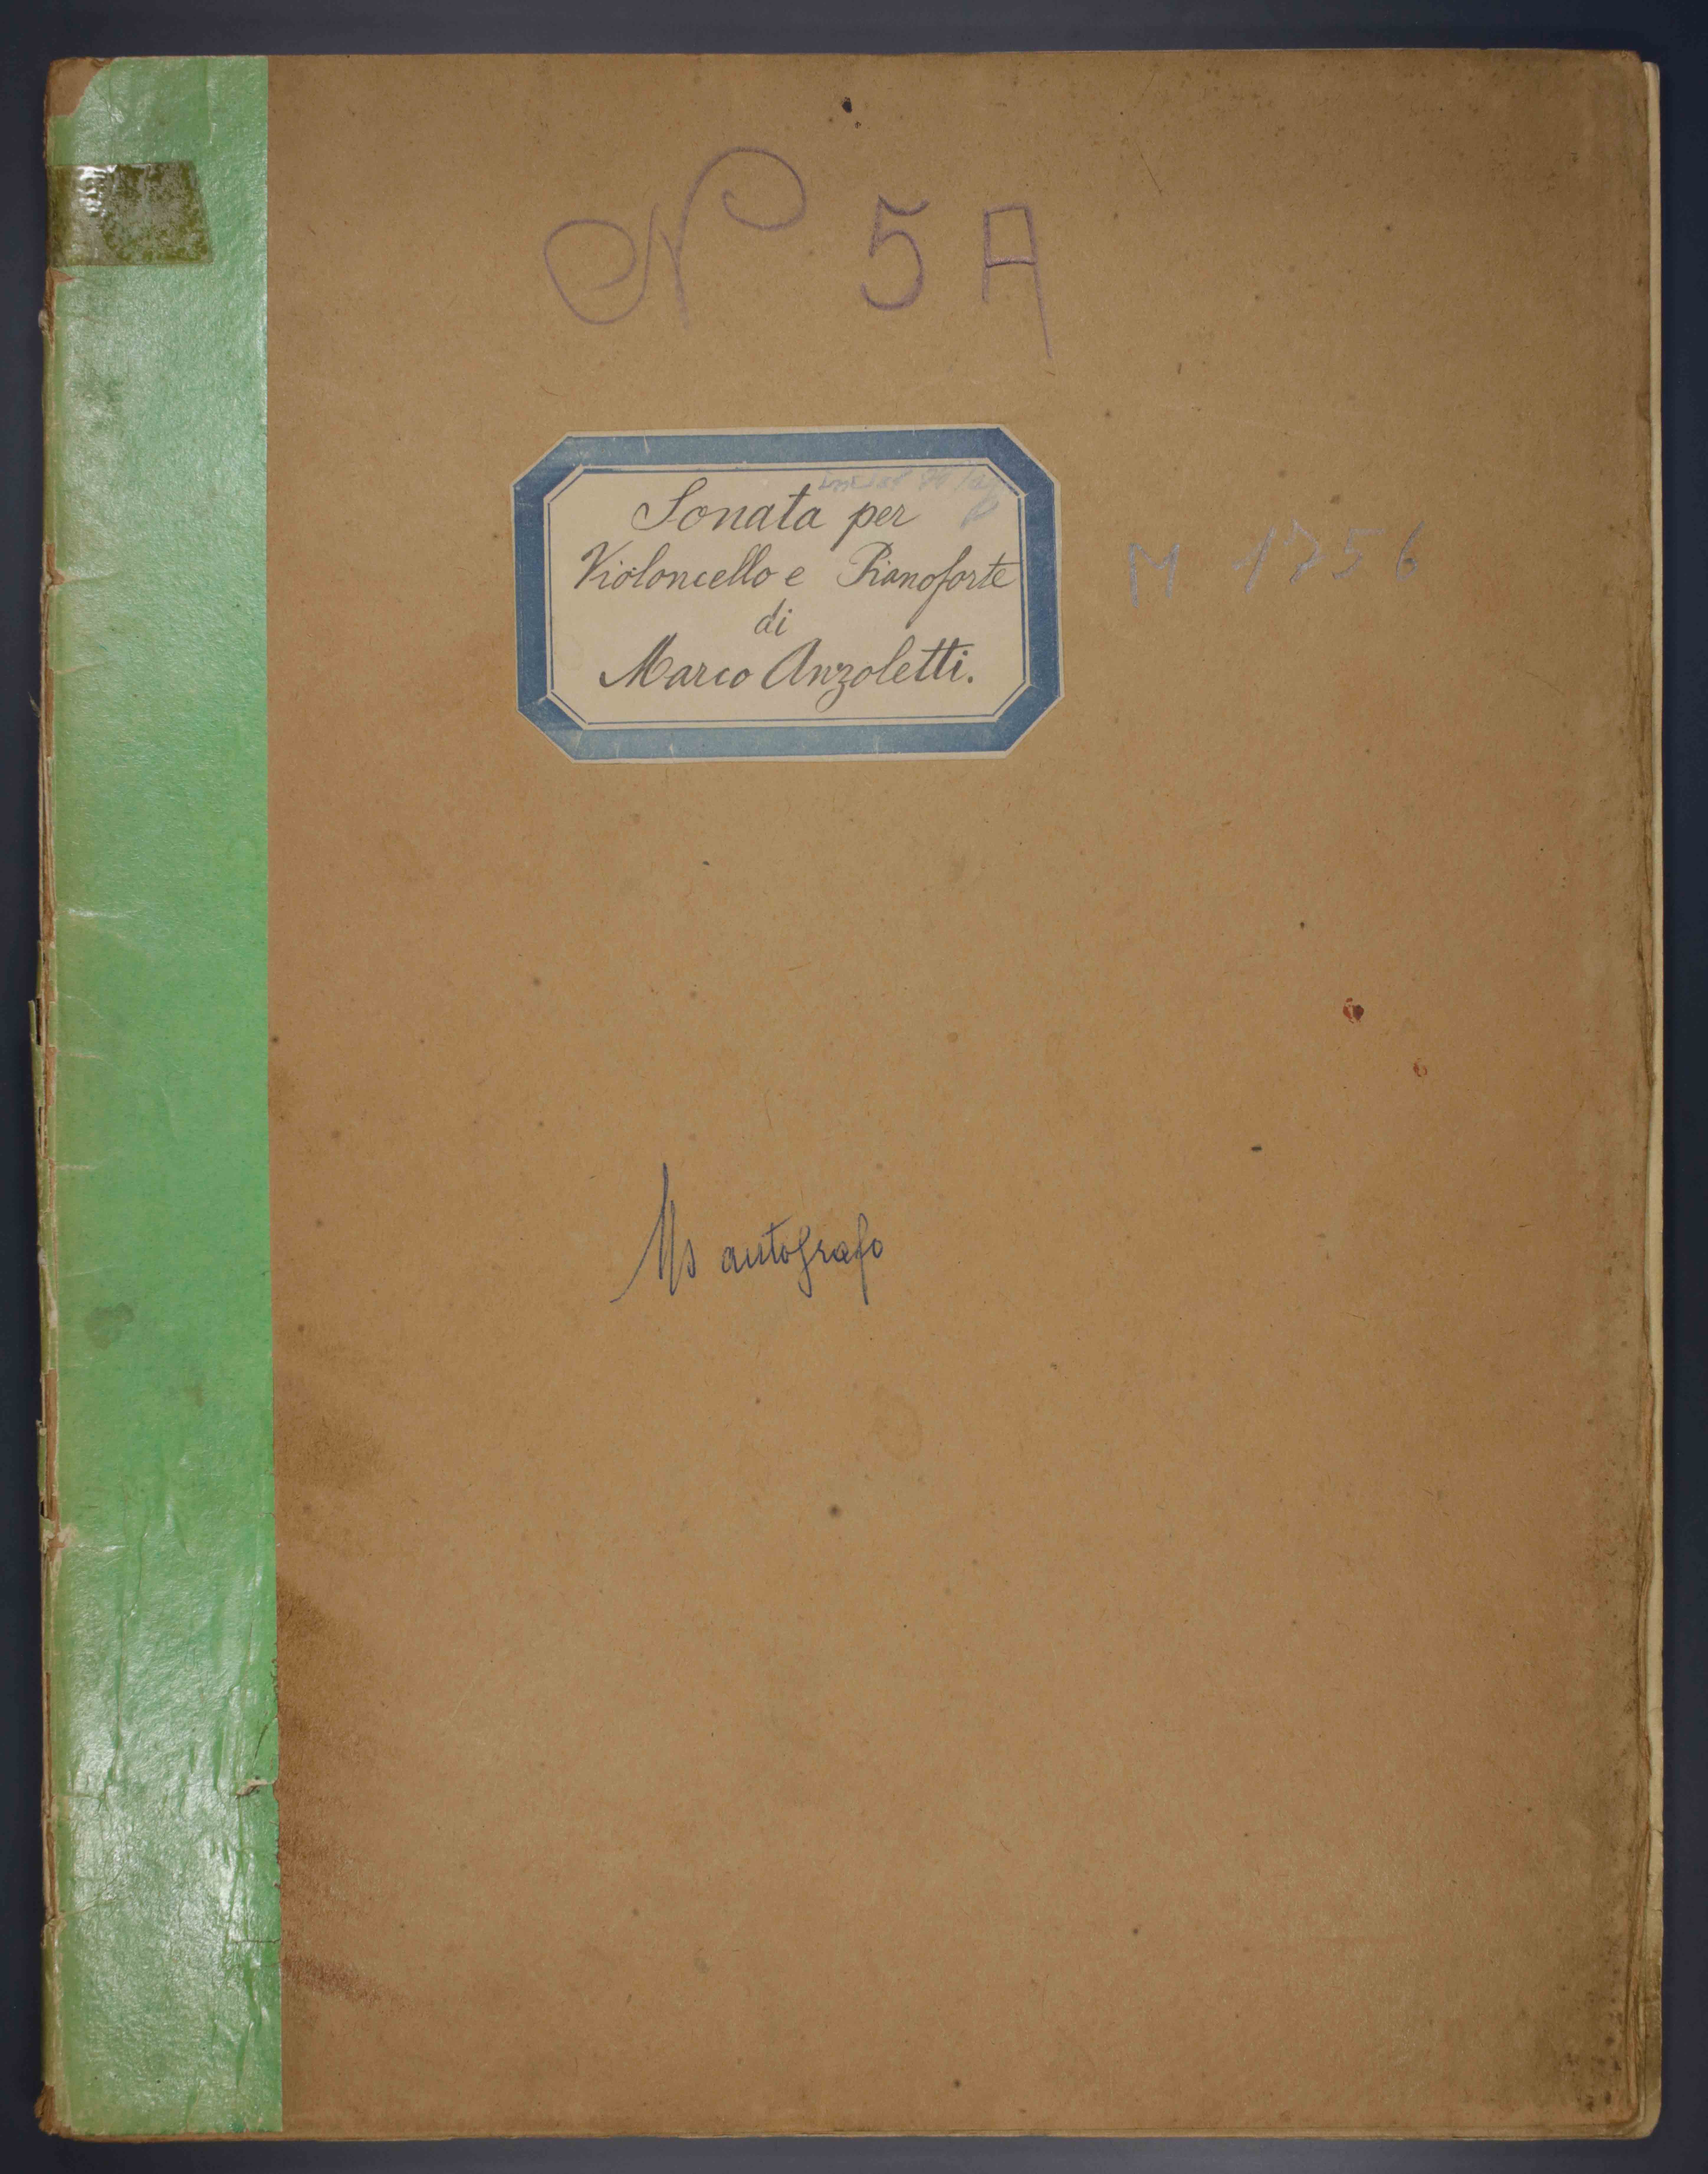 N 5 A
Sonata per
Violoncello e Pianoforte
di
Marco Anzoletti.
M 1756
Ms autografo